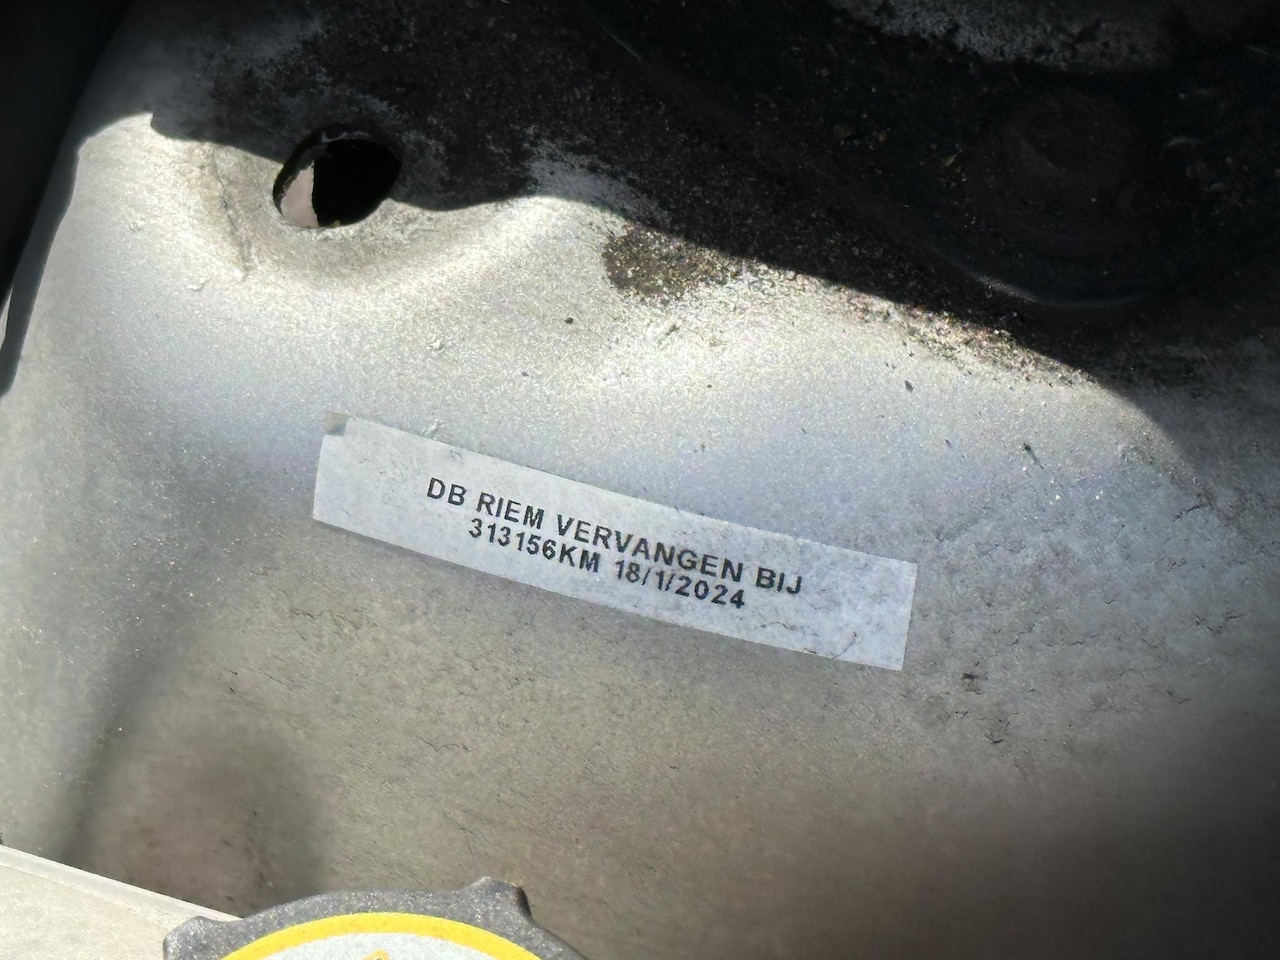 DB RIEM VERVANGEN BIJ
313156KM 18/1/2024